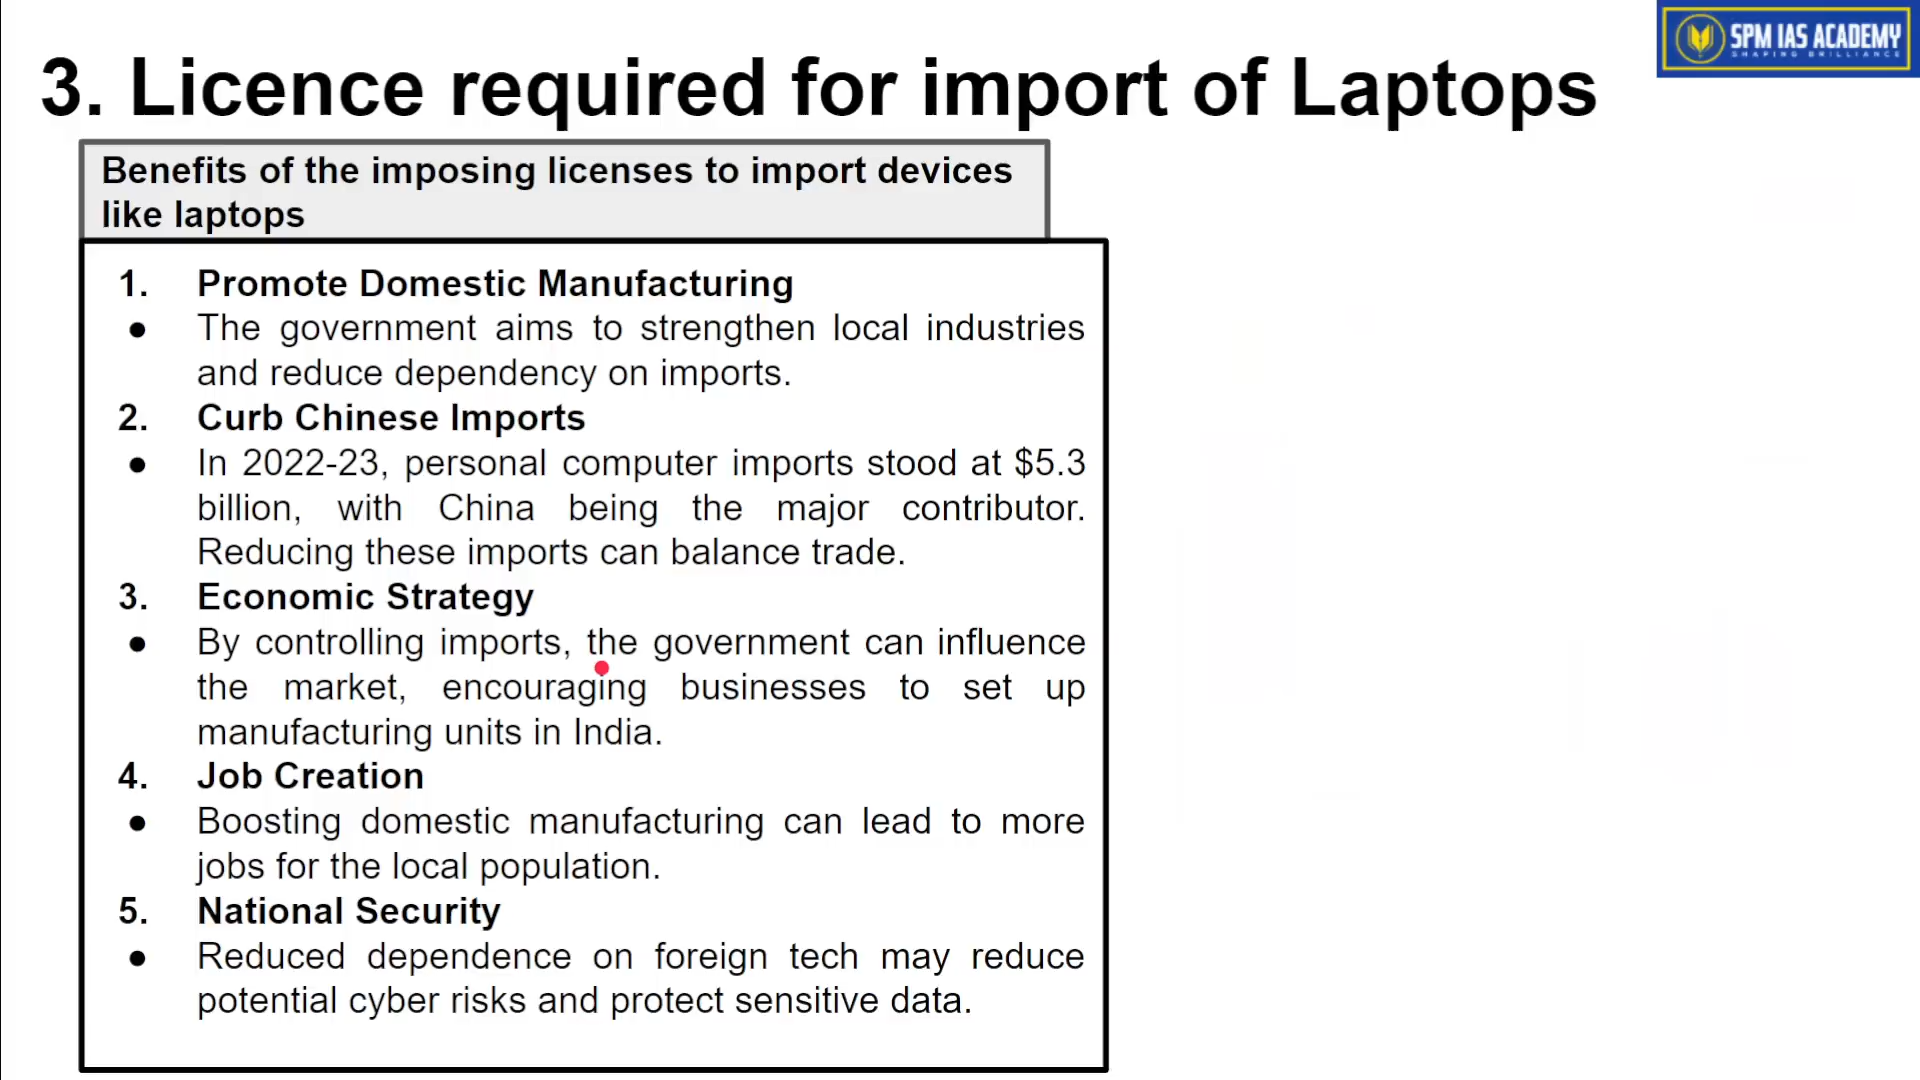 SPM IAS ACADEMY
SHAPING BRILLIANCE
3. Licence required for import of Laptops
Benefits of the imposing licenses to import devices
like laptops
1. Promote Domestic Manufacturing
● The government aims to strengthen local industries
and reduce dependency on imports.
2. Curb Chinese Imports
● In 2022-23, personal computer imports stood at $5.3
billion, with China being the major contributor.
Reducing these imports can balance trade.
3. Economic Strategy
● By controlling imports, the government can influence
the market, encouraging businesses to set up
manufacturing units in India.
4. Job Creation
● Boosting domestic manufacturing can lead to more
jobs for the local population.
5. National Security
● Reduced dependence on foreign tech may reduce
potential cyber risks and protect sensitive data.